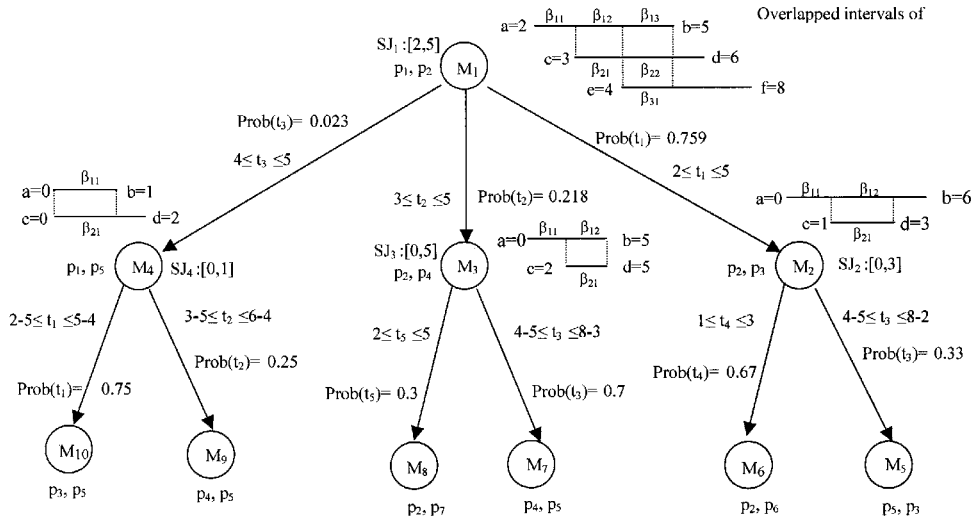 Overlapped intervals of
a=2 β11 β12 β13 b=5
c=3 β21 β22 d=6
e=4 β31 f=8
SJ1 :[2,5]
p1, p2
M1
Prob(t3)= 0.023
4≤ t3 ≤5
3≤ t2 ≤5
Prob(t2)= 0.218
Prob(t1)= 0.759
2≤ t1 ≤5
a=0 β11 b=1
c=0 β21 d=2
p1, p5
M4
SJ4 :[0,1]
SJ3 :[0,5]
p2, p4
M3
a=0 β11 β12 b=5
c=2 β21 d=5
a=0 β11 β12 b=6
c=1 β21 d=3
p2, p3
M2
SJ2 :[0,3]
2-5≤ t1 ≤5-4
3-5≤ t2 ≤6-4
2≤ t5 ≤5
4-5≤ t3 ≤8-3
1≤ t4 ≤3
4-5≤ t3 ≤8-2
Prob(t1)= 0.75
Prob(t2)= 0.25
Prob(t5)= 0.3
Prob(t3)= 0.7
Prob(t4)= 0.67
Prob(t3)= 0.33
M10
M9
M8
M7
M6
M5
p3, p5
p4, p5
p2, p7
p4, p5
p2, p6
p5, p3